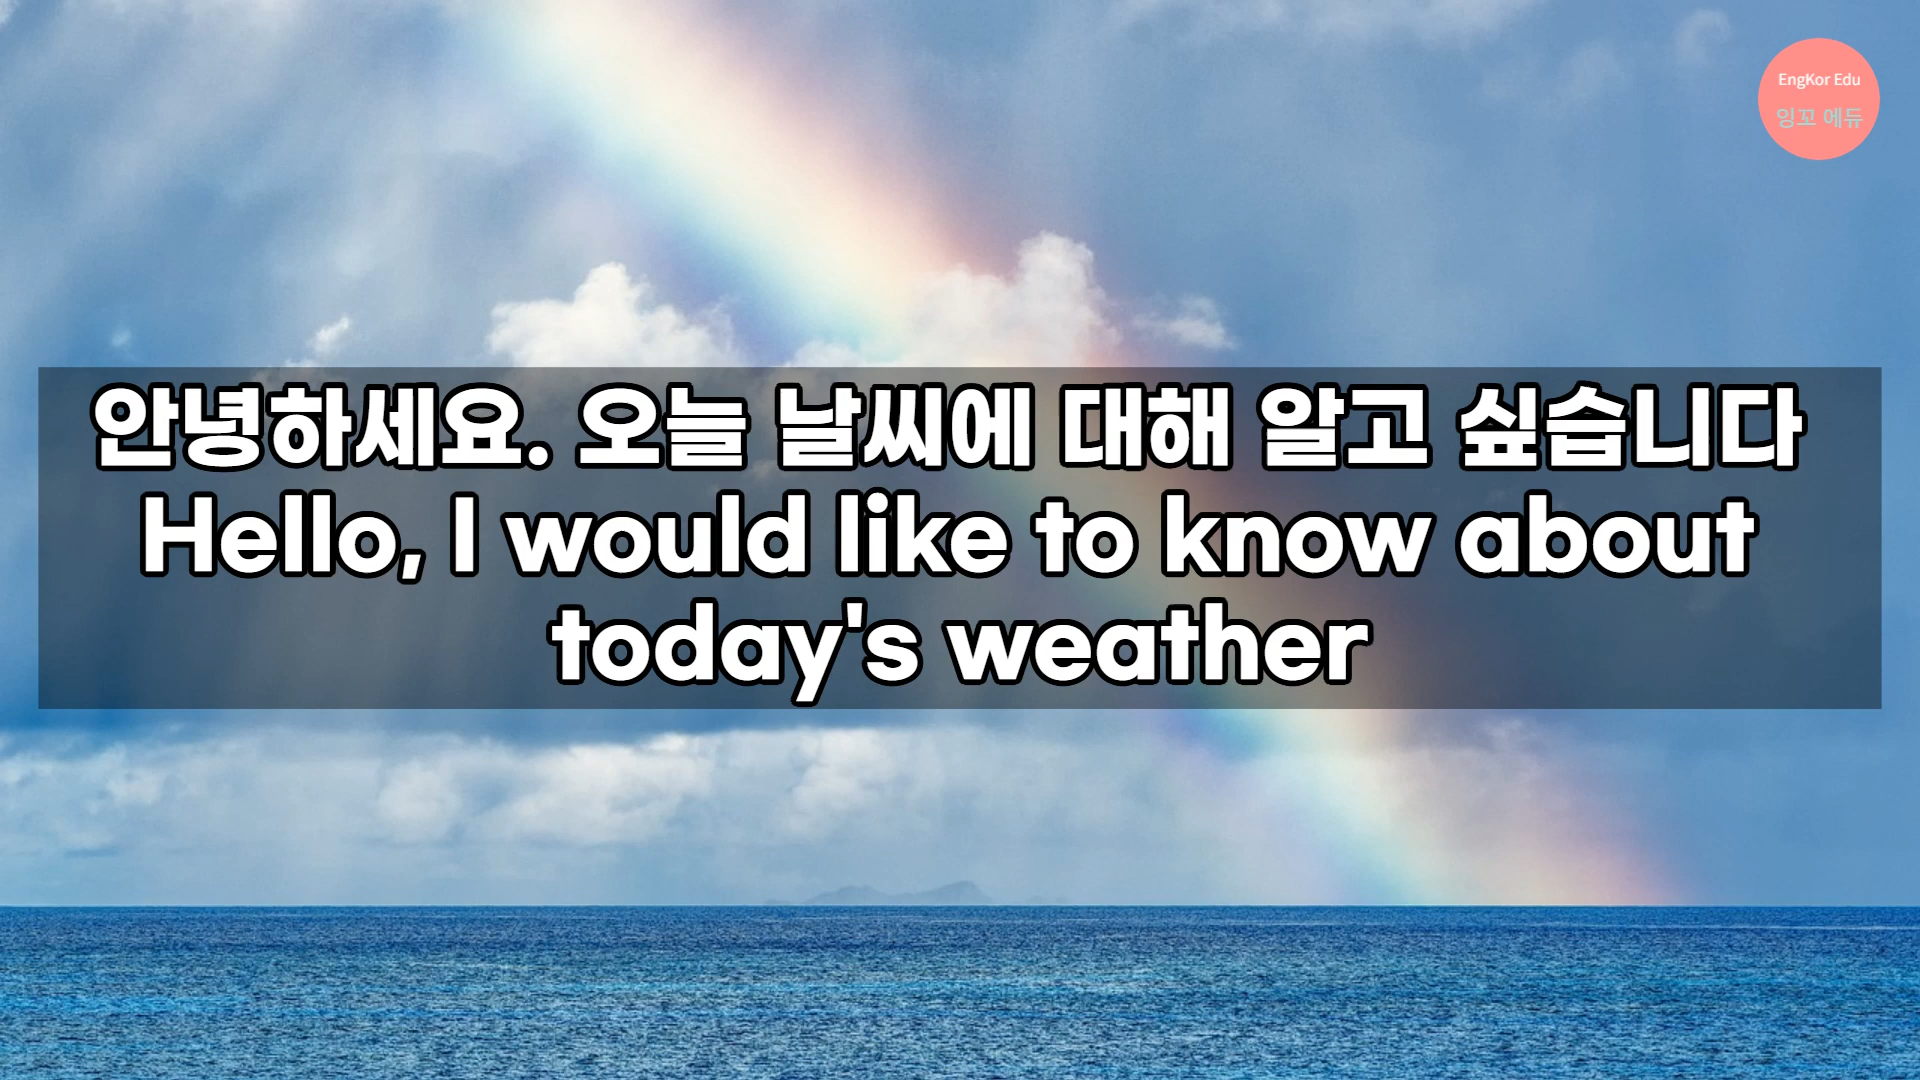 EngKor Edu
잉꼬 에듀
안녕하세요. 오늘 날씨에 대해 알고 싶습니다
Hello, I would like to know about
today's weather